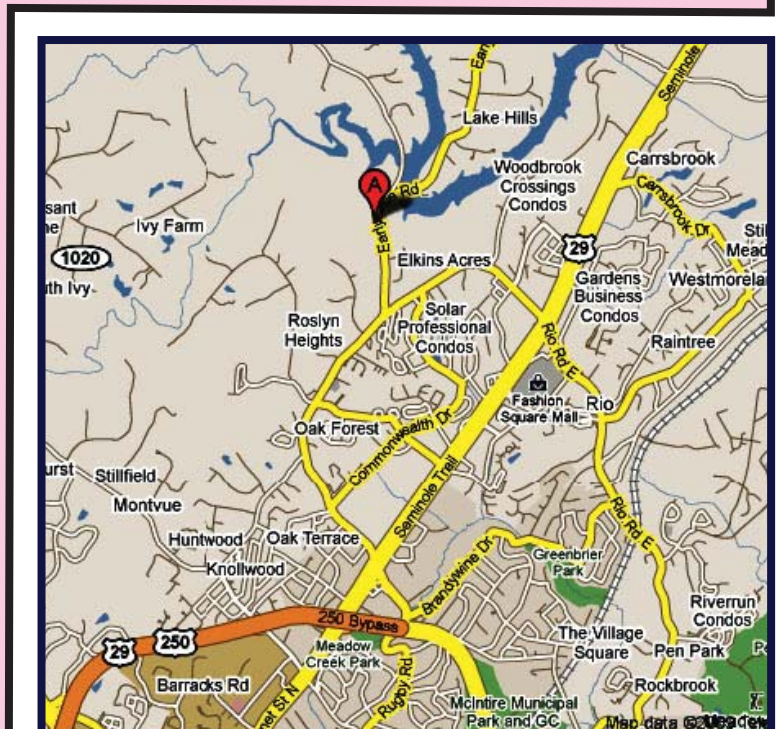 Seminole
Early
Lake Hills
Woodbrook
Crossings
Condos
Carrsbrook
Carrsbrook Dr
A
Rd
Ivy Farm
1020
Early
Elkins Acres
29
Gardens
Business
Condos
Roslyn
Heights
Solar
Professional
Condos
Raintree
Rio Rd E
Fashion
Square Mall
Rio
Oak Forest
Commonwealth Dr
Stillfield
Montvue
Seminole Trail
Huntwood
Oak Terrace
Knollwood
Rio Rd E
Brandywine Dr
Greenbrier
Park
Riverrun
Condos
250 Bypass
29
250
Meadow
Creek Park
The Village
Square
Pen Park
Barracks Rd
Rugby Rd
Rockbrook
McIntire Municipal
Park and GC
Map data